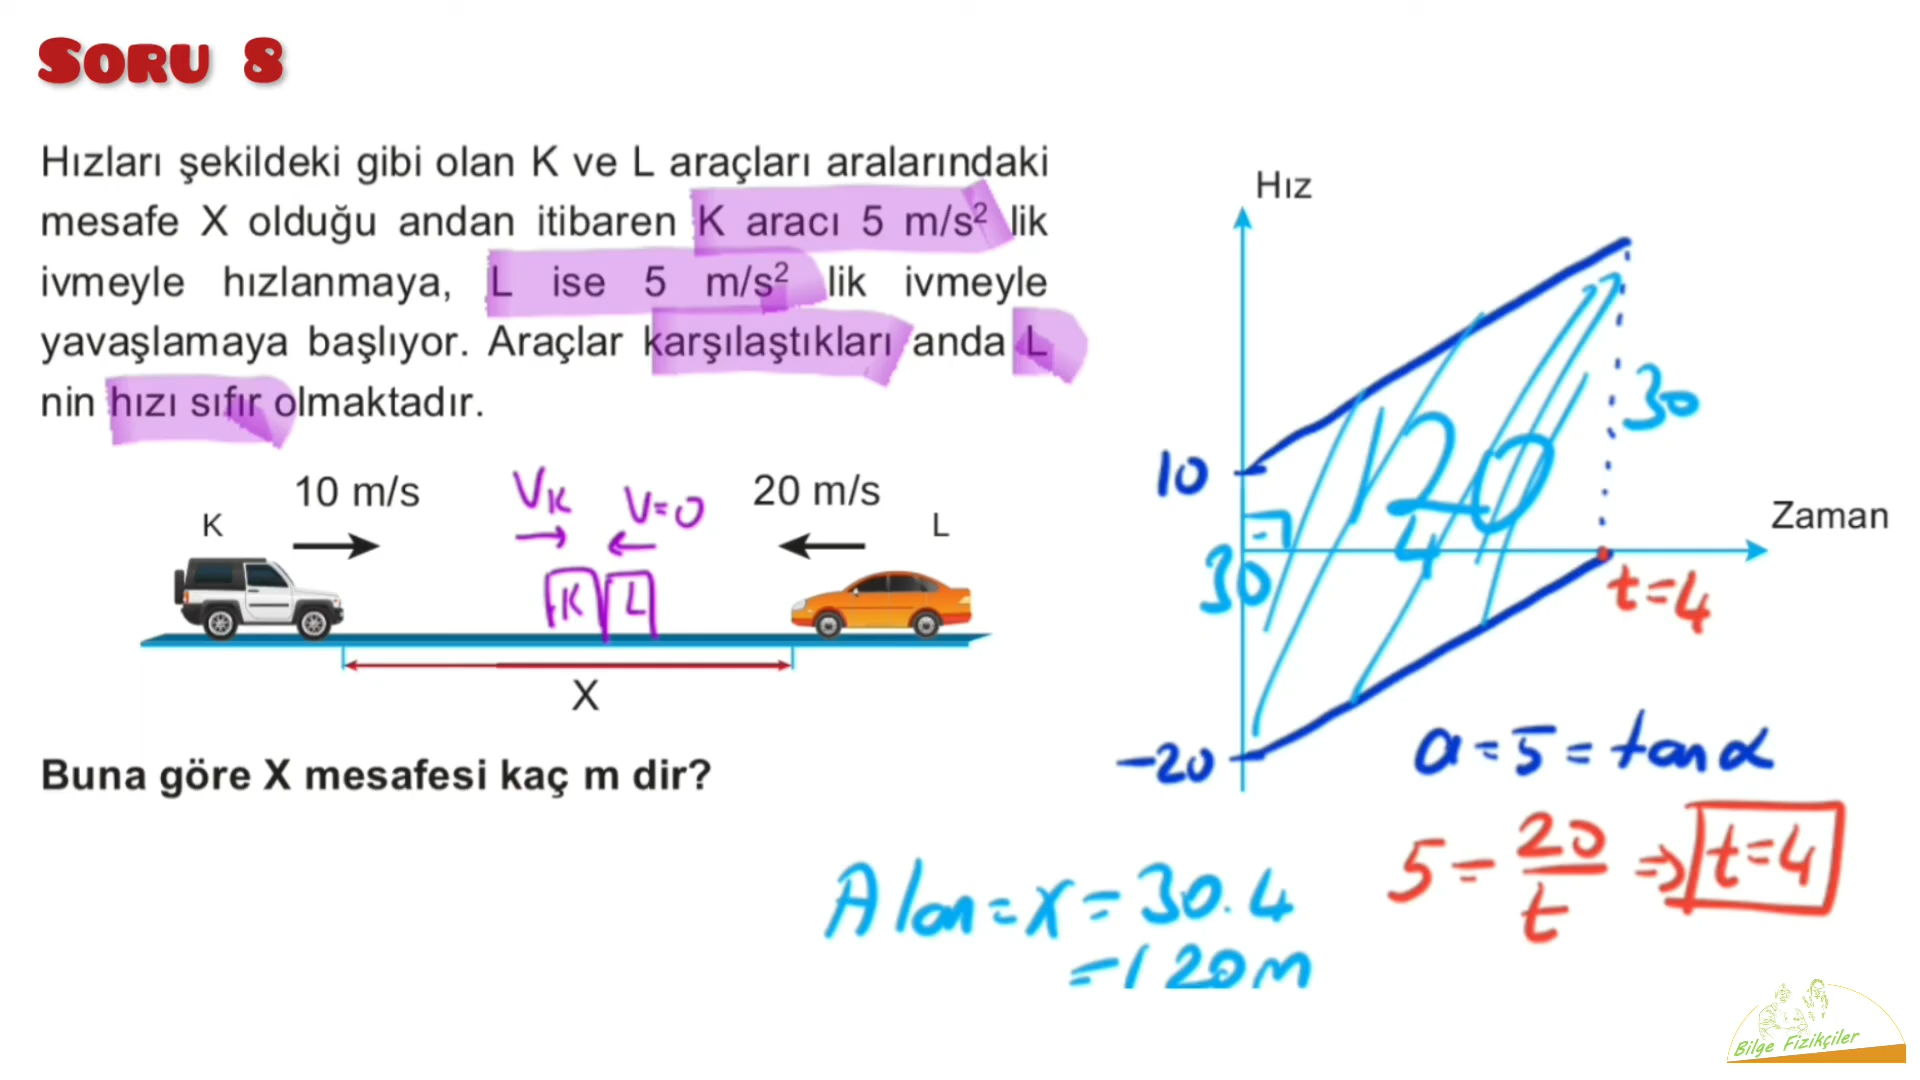 SORU 8
Hızları şekildeki gibi olan K ve L araçları aralarındaki
mesafe X olduğu andan itibaren K aracı 5 m/s² lik
ivmeyle hızlanmaya, L ise 5 m/s² lik ivmeyle
yavaşlamaya başlıyor. Araçlar karşılaştıkları anda L
nin hızı sıfır olmaktadır.
K
10 m/s
VK
V=0
20 m/s
L
K
L
X
Buna göre X mesafesi kaç m dir?
Hız
10
30
120
30
4
Zaman
t=4
-20
a=5=tanα
5=20/t⇒t=4
Alan=x=30.4
=120m
Bilge Fizikçiler